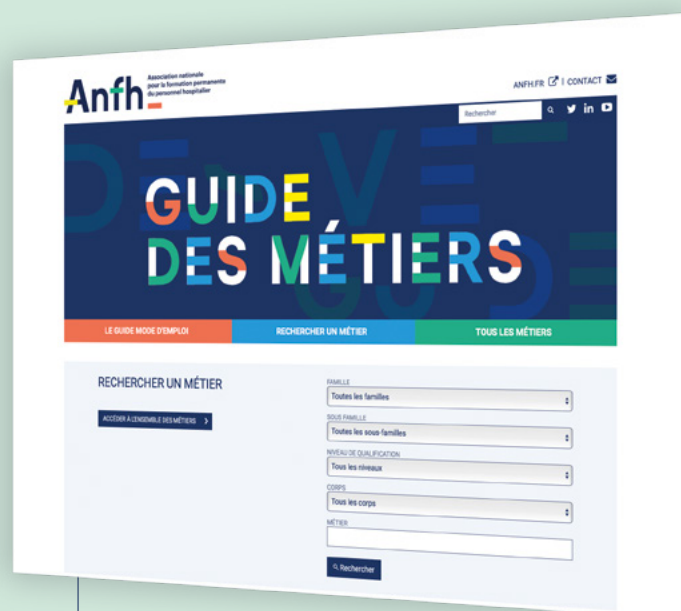 Anfh
Association nationale
pour la formation permanente
du personnel hospitalier
ANFH.FR | CONTACT
Rechercher
GUIDE
DES MÉTIERS
LE GUIDE MODE D'EMPLOI
RECHERCHER UN MÉTIER
TOUS LES MÉTIERS
RECHERCHER UN MÉTIER
ACCÉDER À L'ENSEMBLE DES MÉTIERS
FAMILLE
Toutes les familles
SOUS FAMILLE
Toutes les sous-familles
NIVEAU DE QUALIFICATION
Tous les niveaux
CORPS
Tous les corps
MÉTIER
Rechercher